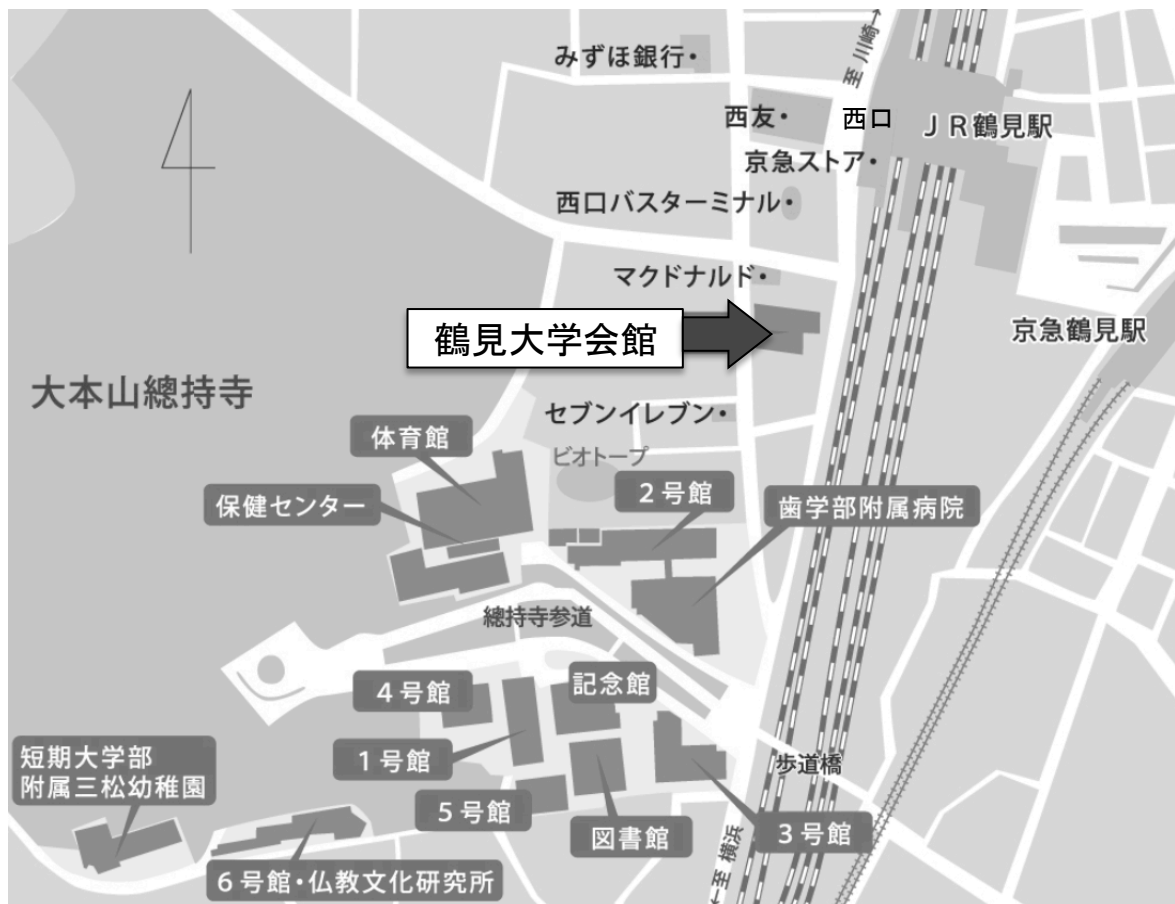 みずほ銀行・
至 川崎→
西友・
西口
ＪＲ鶴見駅
京急ストア・
西口バスターミナル・
マクドナルド・
鶴見大学会館
京急鶴見駅
大本山總持寺
セブンイレブン・
体育館
ビオトープ
２号館
保健センター
歯学部附属病院
總持寺参道
４号館
記念館
１号館
短期大学部
附属三松幼稚園
歩道橋
５号館
図書館
３号館
６号館・仏教文化研究所
←至 横浜